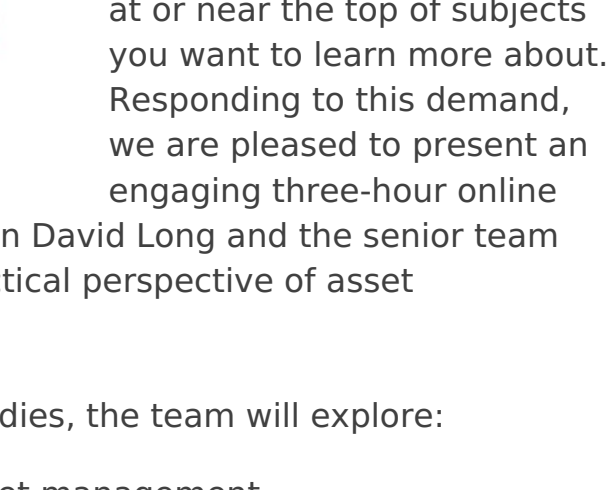 at or near the top of subjects
you want to learn more about.
Responding to this demand,
we are pleased to present an
engaging three-hour online
David Long and the senior team
perspective of asset
the team will explore:
management